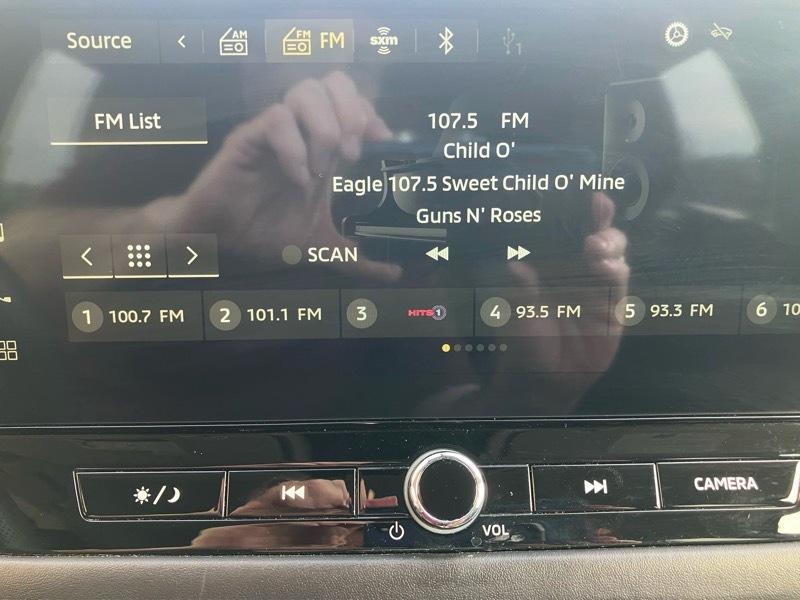 Source AM FM FM sxm 1
FM List
107.5 FM
Child O'
Eagle 107.5 Sweet Child O' Mine
Guns N' Roses
SCAN
1 100.7 FM 2 101.1 FM 3 HITS 1 4 93.5 FM 5 93.3 FM 6 10
CAMERA
VOL